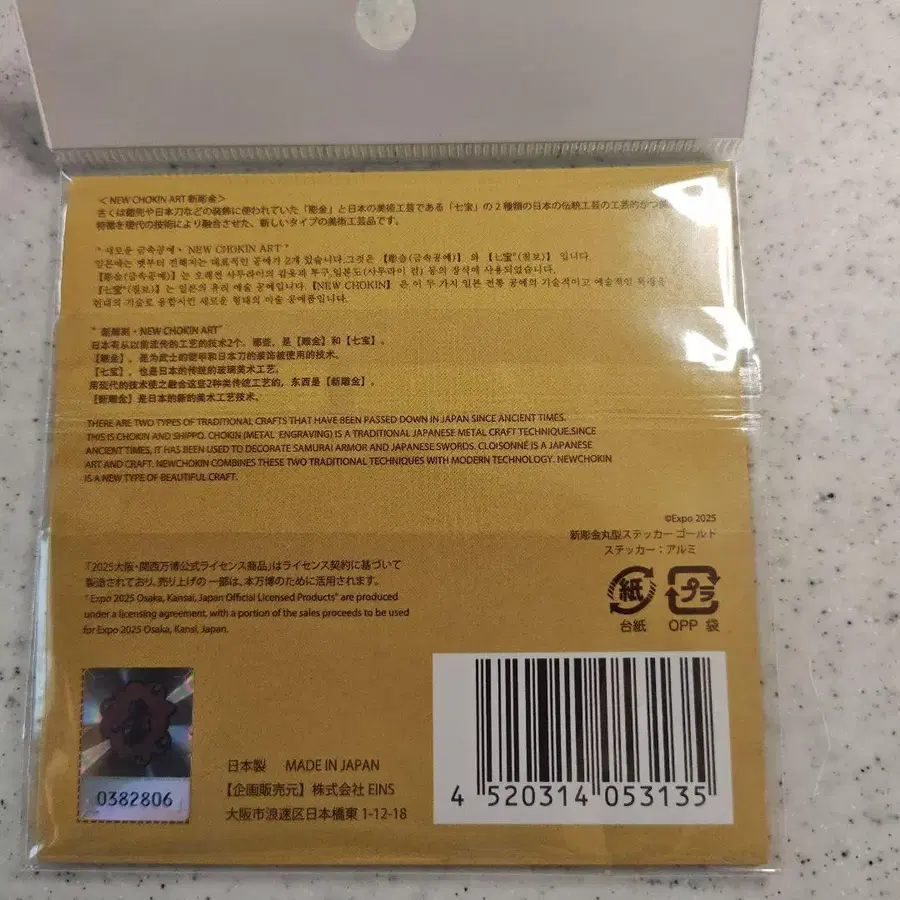 ＜NEW CHOKIN ART 新彫金＞
古くは鎧兜や日本刀などの装飾に使われていた「彫金」と日本の美術工芸である「七宝」の２種類の日本の伝統工芸の工芸的かつ美
特徴を現代の技術により融合させた、新しいタイプの美術工芸品です。
" 새로운 금속공예・ NEW CHOKIN ART "
일본에는 옛부터 전해지는 대표적인 공예가 2개 있습니다.그것은 【彫金(금속공예)】 와 【七宝"(칠보)】 입니다.
【彫金(금속공예)】는 오래전 사무라이의 갑옷과 투구,일본도(사무라이 검) 등의 장식에 사용되었습니다.
【七宝"(칠보)】는 일본의 유리 예술 공예입니다.【NEW CHOKIN】은 이 두 가지 일본 전통 공예의 기술적이고 예술적인 특징을
현대의 기술로 융합시킨 새로운 형태의 미술 공예품입니다.
" 新雕刻・NEW CHOKIN ART"
日本有从以前流传的工艺的技术2个。那些，是【雕金】和【七宝】。
【雕金】，是为武士的铠甲和日本刀的装饰被使用的技术。
【七宝】，也是日本的传统的玻璃美术工艺。
用现代的技术使之融合这些2种类传统工艺的，东西是【新雕金】。
【新雕金】是日本的新的美术工艺技术。
THERE ARE TWO TYPES OF TRADITIONAL CRAFTS THAT HAVE BEEN PASSED DOWN IN JAPAN SINCE ANCIENT TIMES.
THIS IS CHOKIN AND SHIPPO. CHOKIN (METAL ENGRAVING) IS A TRADITIONAL JAPANESE METAL CRAFT TECHNIQUE.SINCE
ANCIENT TIMES, IT HAS BEEN USED TO DECORATE SAMURAI ARMOR AND JAPANESE SWORDS. CLOISONNÉ IS A JAPANESE
ART AND CRAFT. NEWCHOKIN COMBINES THESE TWO TRADITIONAL TECHNIQUES WITH MODERN TECHNOLOGY. NEWCHOKIN
IS A NEW TYPE OF BEAUTIFUL CRAFT.
©Expo 2025
新彫金丸型ステッカー ゴールド
ステッカー：アルミ
「2025大阪・関西万博公式ライセンス商品」はライセンス契約に基づいて
製造されており、売り上げの一部は、本万博のために活用されます。
" Expo 2025 Osaka, Kansai, Japan Official Licensed Products" are produced
under a licensing agreement, with a portion of the sales proceeds to be used
for Expo 2025 Osaka, Kansi, Japan.
紙 プラ
台紙 OPP 袋
0382806
日本製 MADE IN JAPAN
【企画販売元】株式会社 EINS
大阪市浪速区日本橋東 1-12-18
4 520314 053135